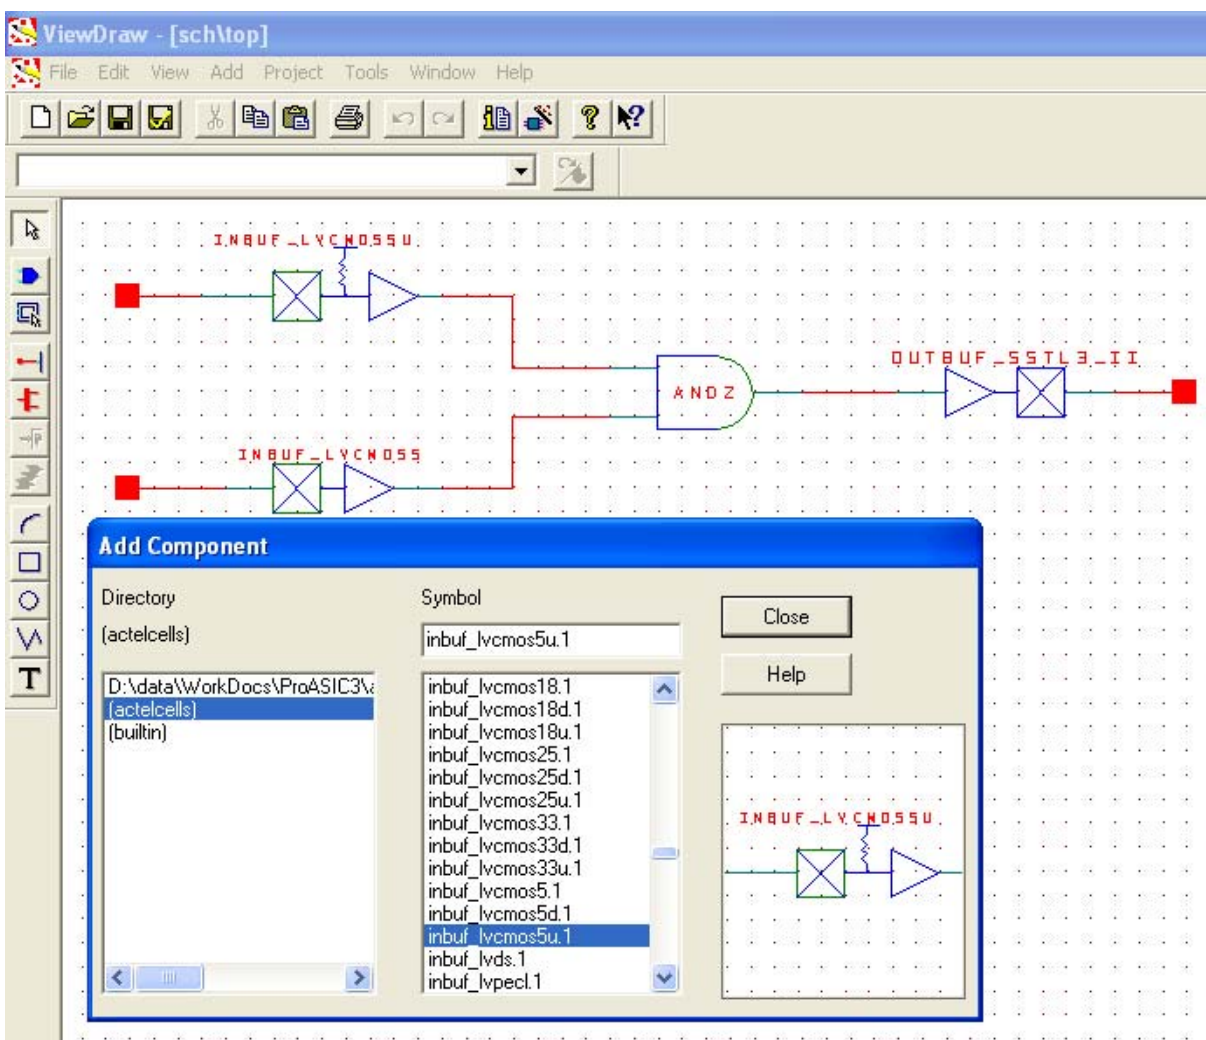 ViewDraw - [sch\top]
File Edit View Add Project Tools Window Help
INBUF_LVCMOS5U
OUTBUF_SSTL3_II
AND2
INBUF_LVCMOS5
T
Add Component
Directory
Symbol
Close
(actelcells)
inbuf_lvcmos5u.1
Help
D:\data\WorkDocs\ProASIC3\a
(actelcells)
(builtin)
inbuf_lvcmos18.1
inbuf_lvcmos18d.1
inbuf_lvcmos18u.1
inbuf_lvcmos25.1
inbuf_lvcmos25d.1
inbuf_lvcmos25u.1
inbuf_lvcmos33.1
inbuf_lvcmos33d.1
inbuf_lvcmos33u.1
inbuf_lvcmos5.1
inbuf_lvcmos5d.1
inbuf_lvcmos5u.1
inbuf_lvds.1
inbuf_lvpecl.1
INBUF_LVCMOS5U